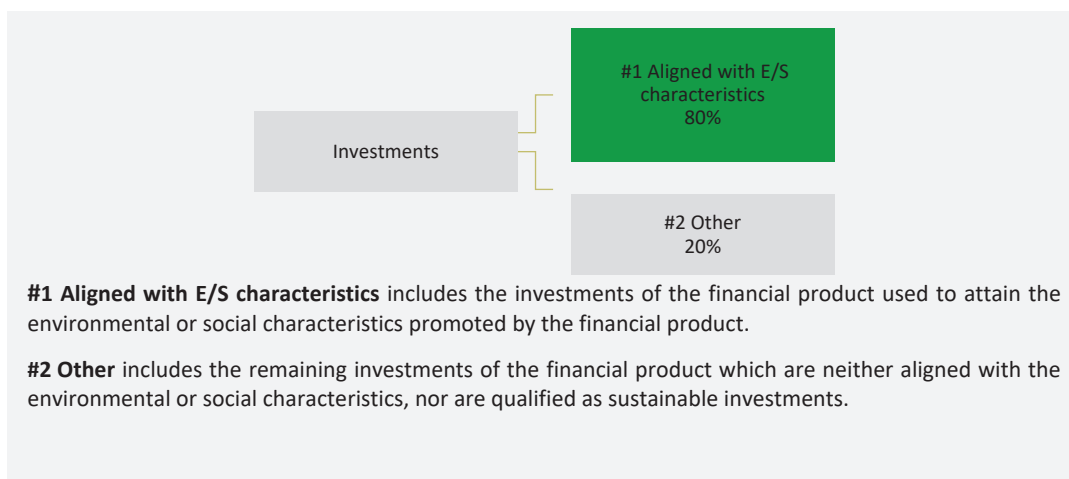 #1 Aligned with E/S
characteristics
80%
Investments
#2 Other
20%
#1 Aligned with E/S characteristics includes the investments of the financial product used to attain the
environmental or social characteristics promoted by the financial product.
#2 Other includes the remaining investments of the financial product which are neither aligned with the
environmental or social characteristics, nor are qualified as sustainable investments.